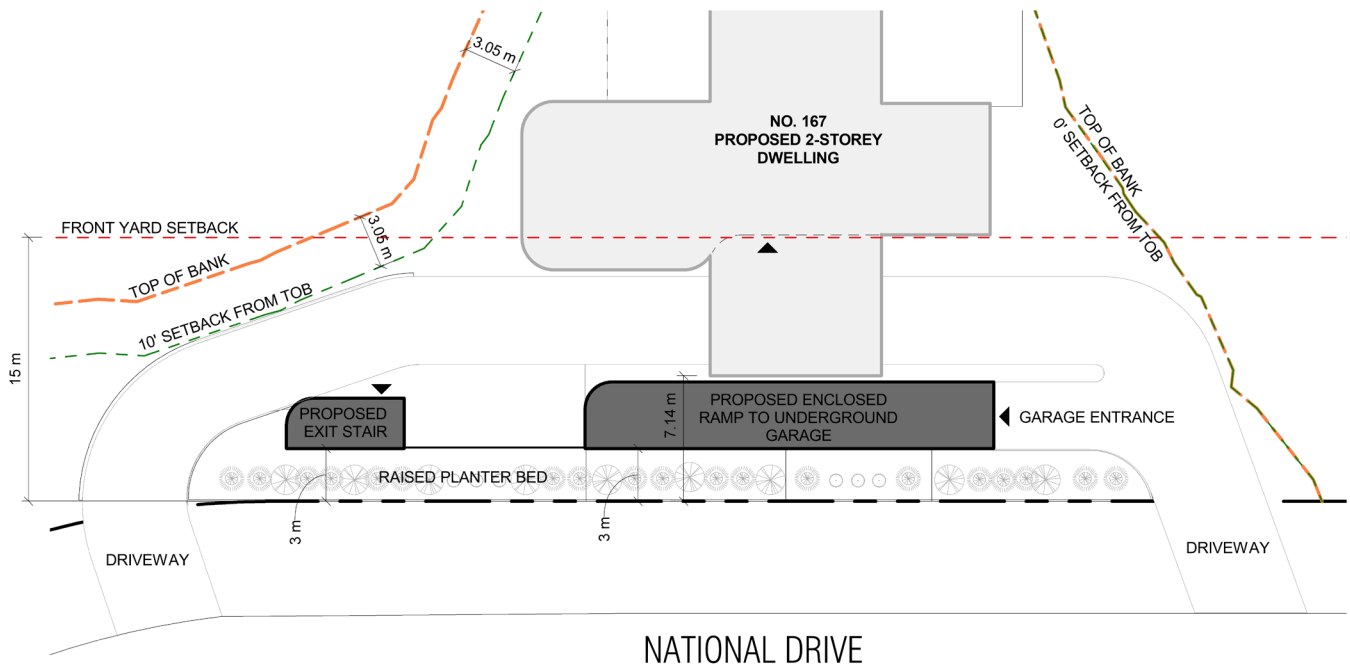 3.05 m
NO. 167
PROPOSED 2-STOREY
DWELLING
TOP OF BANK
0' SETBACK FROM TOB
FRONT YARD SETBACK
3.05 m
TOP OF BANK
10' SETBACK FROM TOB
15 m
PROPOSED
EXIT STAIR
7.14 m
PROPOSED ENCLOSED
RAMP TO UNDERGROUND
GARAGE
GARAGE ENTRANCE
RAISED PLANTER BED
3 m
3 m
DRIVEWAY
DRIVEWAY
NATIONAL DRIVE